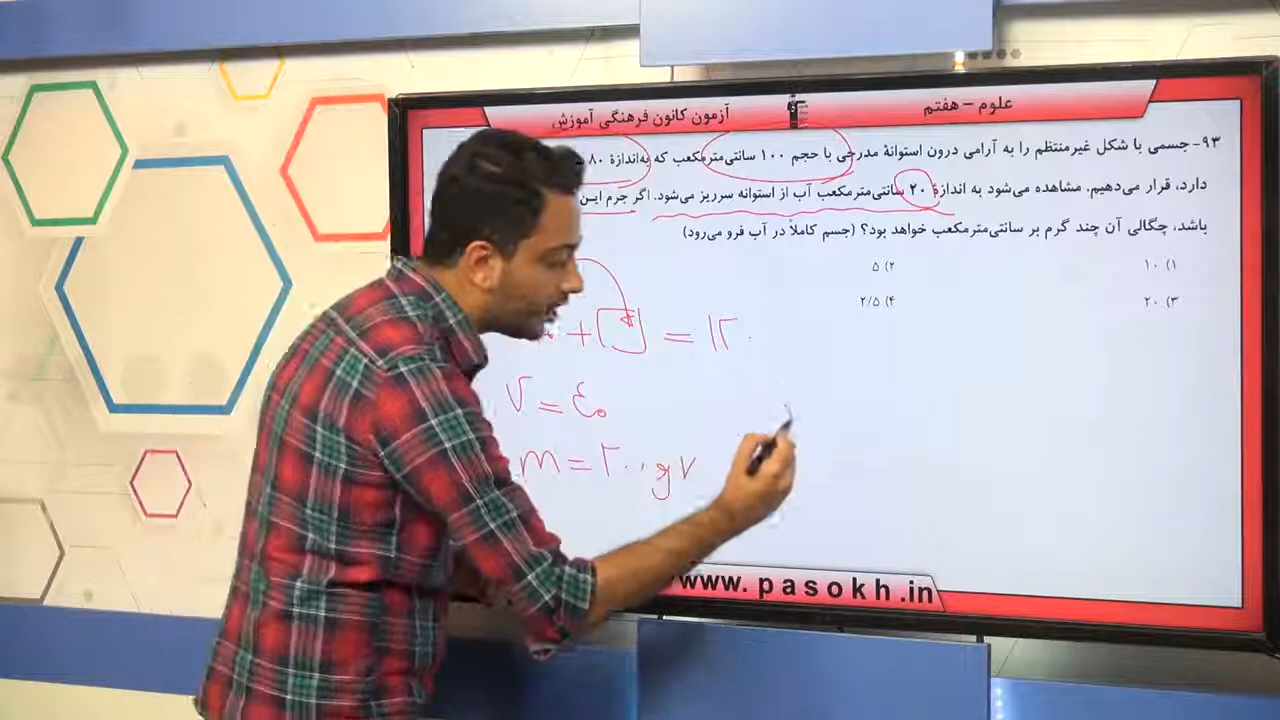 علوم - هفتم
آزمون کانون فرهنگی آموزش
۹۳- جسمی با شکل غیرمنتظم را به آرامی درون استوانهٔ مدرجی با حجم ۱۰۰ سانتی‌مترمکعب که به‌اندازهٔ ۸۰
دارد، قرار می‌دهیم. مشاهده می‌شود به اندازهٔ ۲۰ سانتی‌مترمکعب آب از استوانه سرریز می‌شود. اگر جرم این
باشد، چگالی آن چند گرم بر سانتی‌مترمکعب خواهد بود؟ (جسم کاملاً در آب فرو می‌رود)
۱) ۱۰
۲) ۵
۳) ۲۰
۴) ۲/۵
+ = ۱۲۰
V = ۴۰
m = ۲۰۰ gr
www.pasokh.in